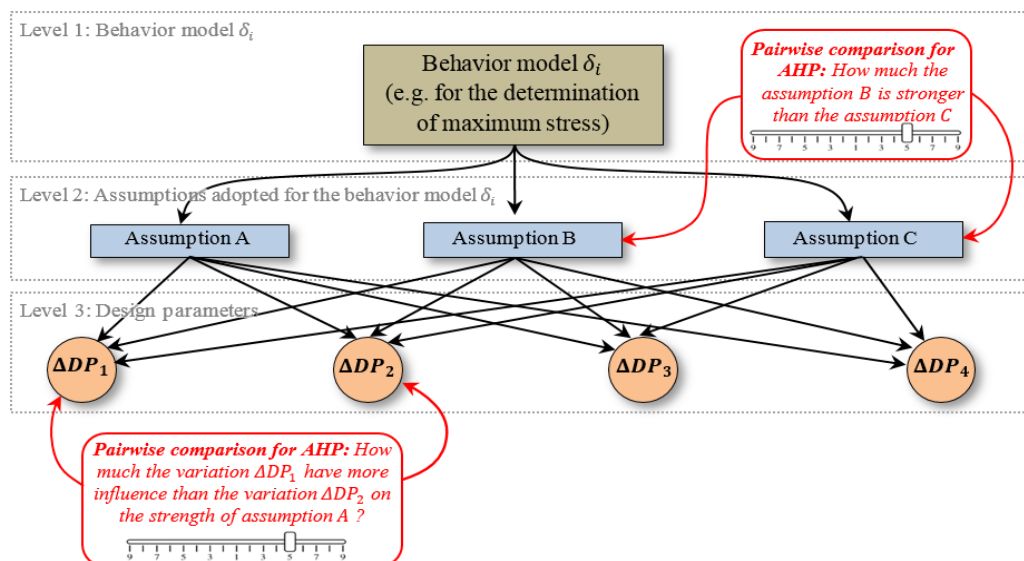 Level 1: Behavior model δᵢ
Behavior model δᵢ
(e.g. for the determination
of maximum stress)
Pairwise comparison for
AHP: How much the
assumption B is stronger
than the assumption C
9 7 5 3 1 3 5 7 9
Level 2: Assumptions adopted for the behavior model δᵢ
Assumption A
Assumption B
Assumption C
Level 3: Design parameters
ΔDP₁
ΔDP₂
ΔDP₃
ΔDP₄
Pairwise comparison for AHP: How
much the variation ΔDP₁ have more
influence than the variation ΔDP₂ on
the strength of assumption A ?
9 7 5 3 1 3 5 7 9